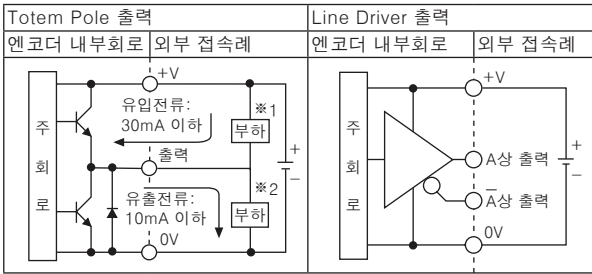 Totem Pole 출력
Line Driver 출력
엔코더 내부회로
외부 접속례
엔코더 내부회로
외부 접속례
주
회
로
+V
유입전류:
30mA 이하
※1
부하
출력
+
−
※2
유출전류:
10mA 이하
부하
0V
주
회
로
+V
A상 출력
+
−
A̅상 출력
0V